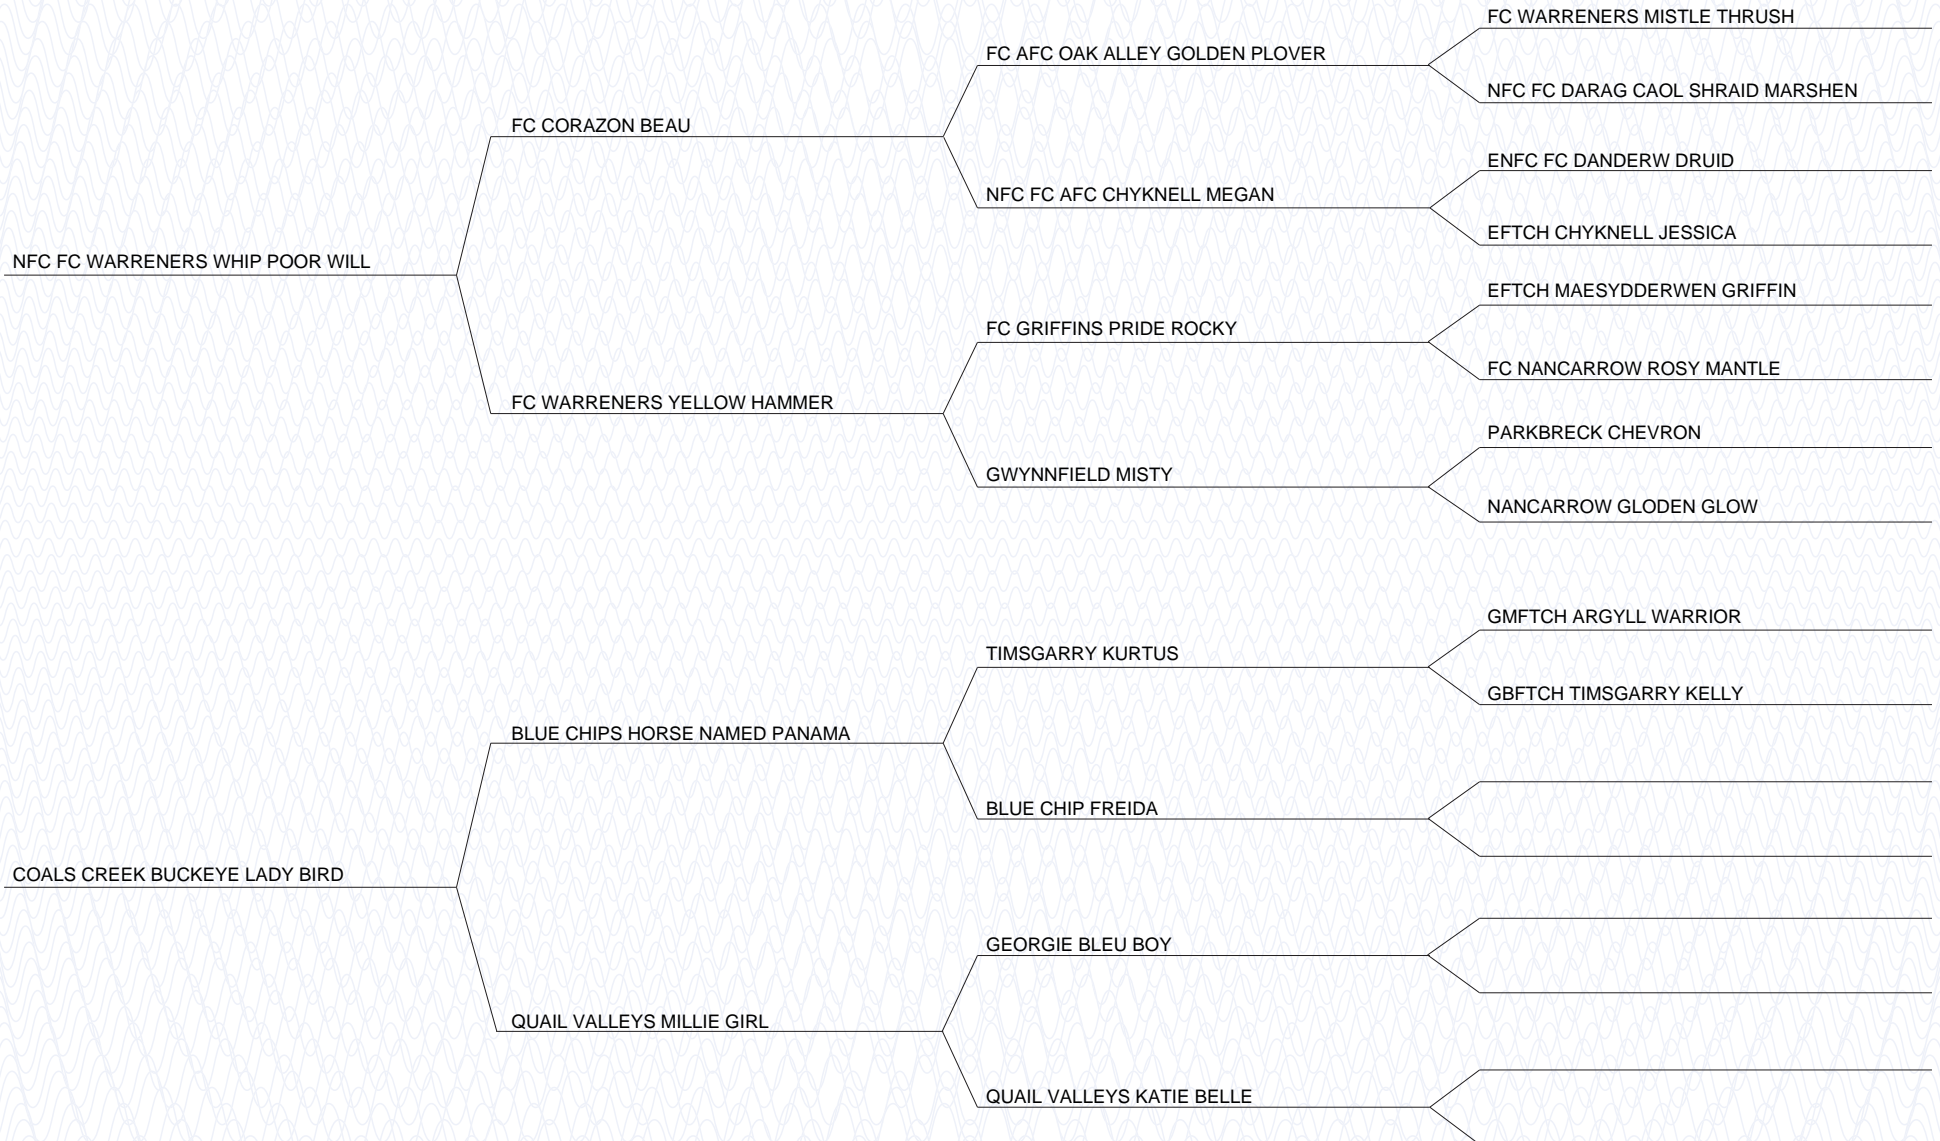 FC WARRENERS MISTLE THRUSH
FC AFC OAK ALLEY GOLDEN PLOVER
NFC FC DARAG CAOL SHRAID MARSHEN
FC CORAZON BEAU
ENFC FC DANDERW DRUID
NFC FC AFC CHYKNELL MEGAN
EFTCH CHYKNELL JESSICA
NFC FC WARRENERS WHIP POOR WILL
EFTCH MAESYDDERWEN GRIFFIN
FC GRIFFINS PRIDE ROCKY
FC NANCARROW ROSY MANTLE
FC WARRENERS YELLOW HAMMER
PARKBRECK CHEVRON
GWYNNFIELD MISTY
NANCARROW GLODEN GLOW
GMFTCH ARGYLL WARRIOR
TIMSGARRY KURTUS
GBFTCH TIMSGARRY KELLY
BLUE CHIPS HORSE NAMED PANAMA
BLUE CHIP FREIDA
COALS CREEK BUCKEYE LADY BIRD
GEORGIE BLEU BOY
QUAIL VALLEYS MILLIE GIRL
QUAIL VALLEYS KATIE BELLE